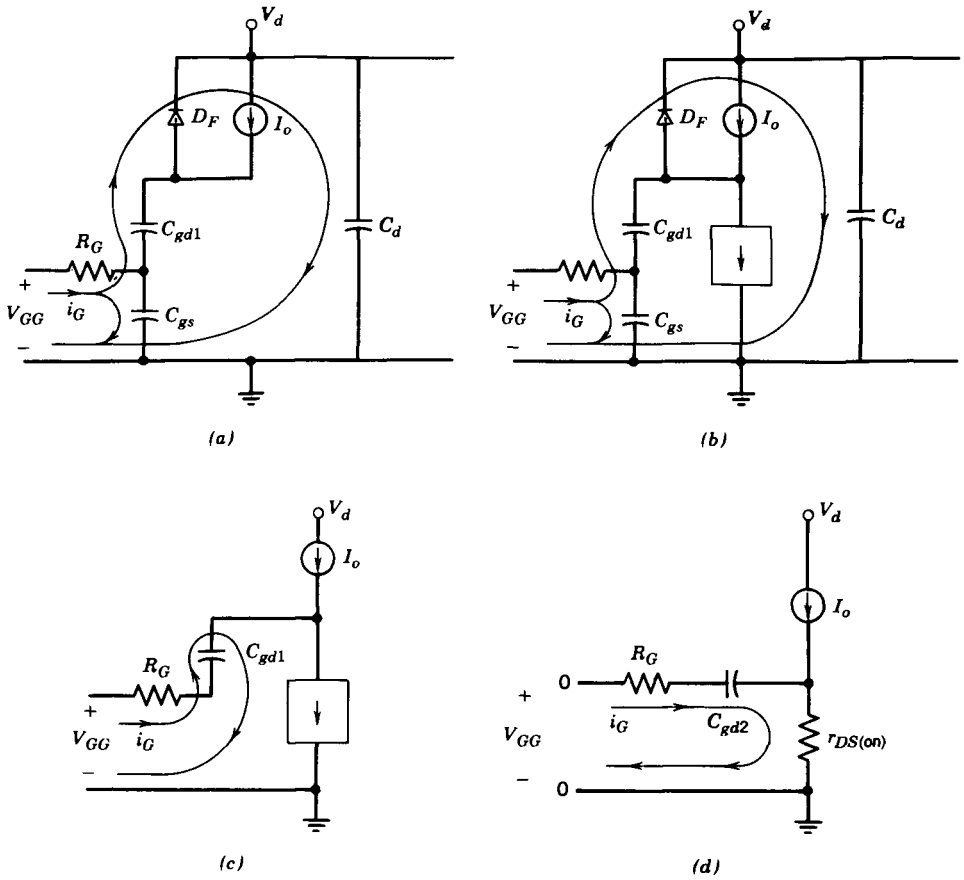 V_d
D_F
I_o
C_gd1
C_d
R_G
+
V_GG
i_G
C_gs
−
(a)
V_d
D_F
I_o
C_gd1
C_d
+
V_GG
i_G
C_gs
−
(b)
V_d
I_o
C_gd1
R_G
+
V_GG
i_G
−
(c)
V_d
I_o
R_G
+
0
C_gd2
i_G
V_GG
r_DS(on)
−
0
(d)